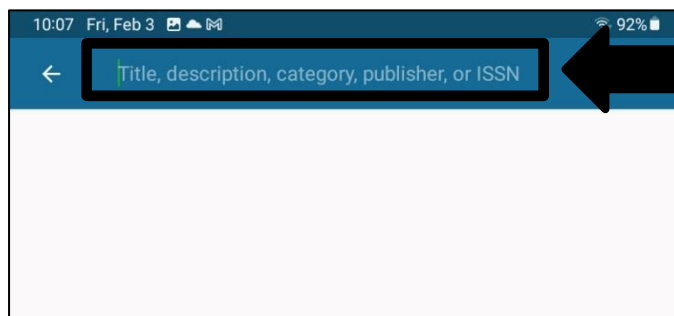 10:07 Fri, Feb 3 92%
Title, description, category, publisher, or ISSN